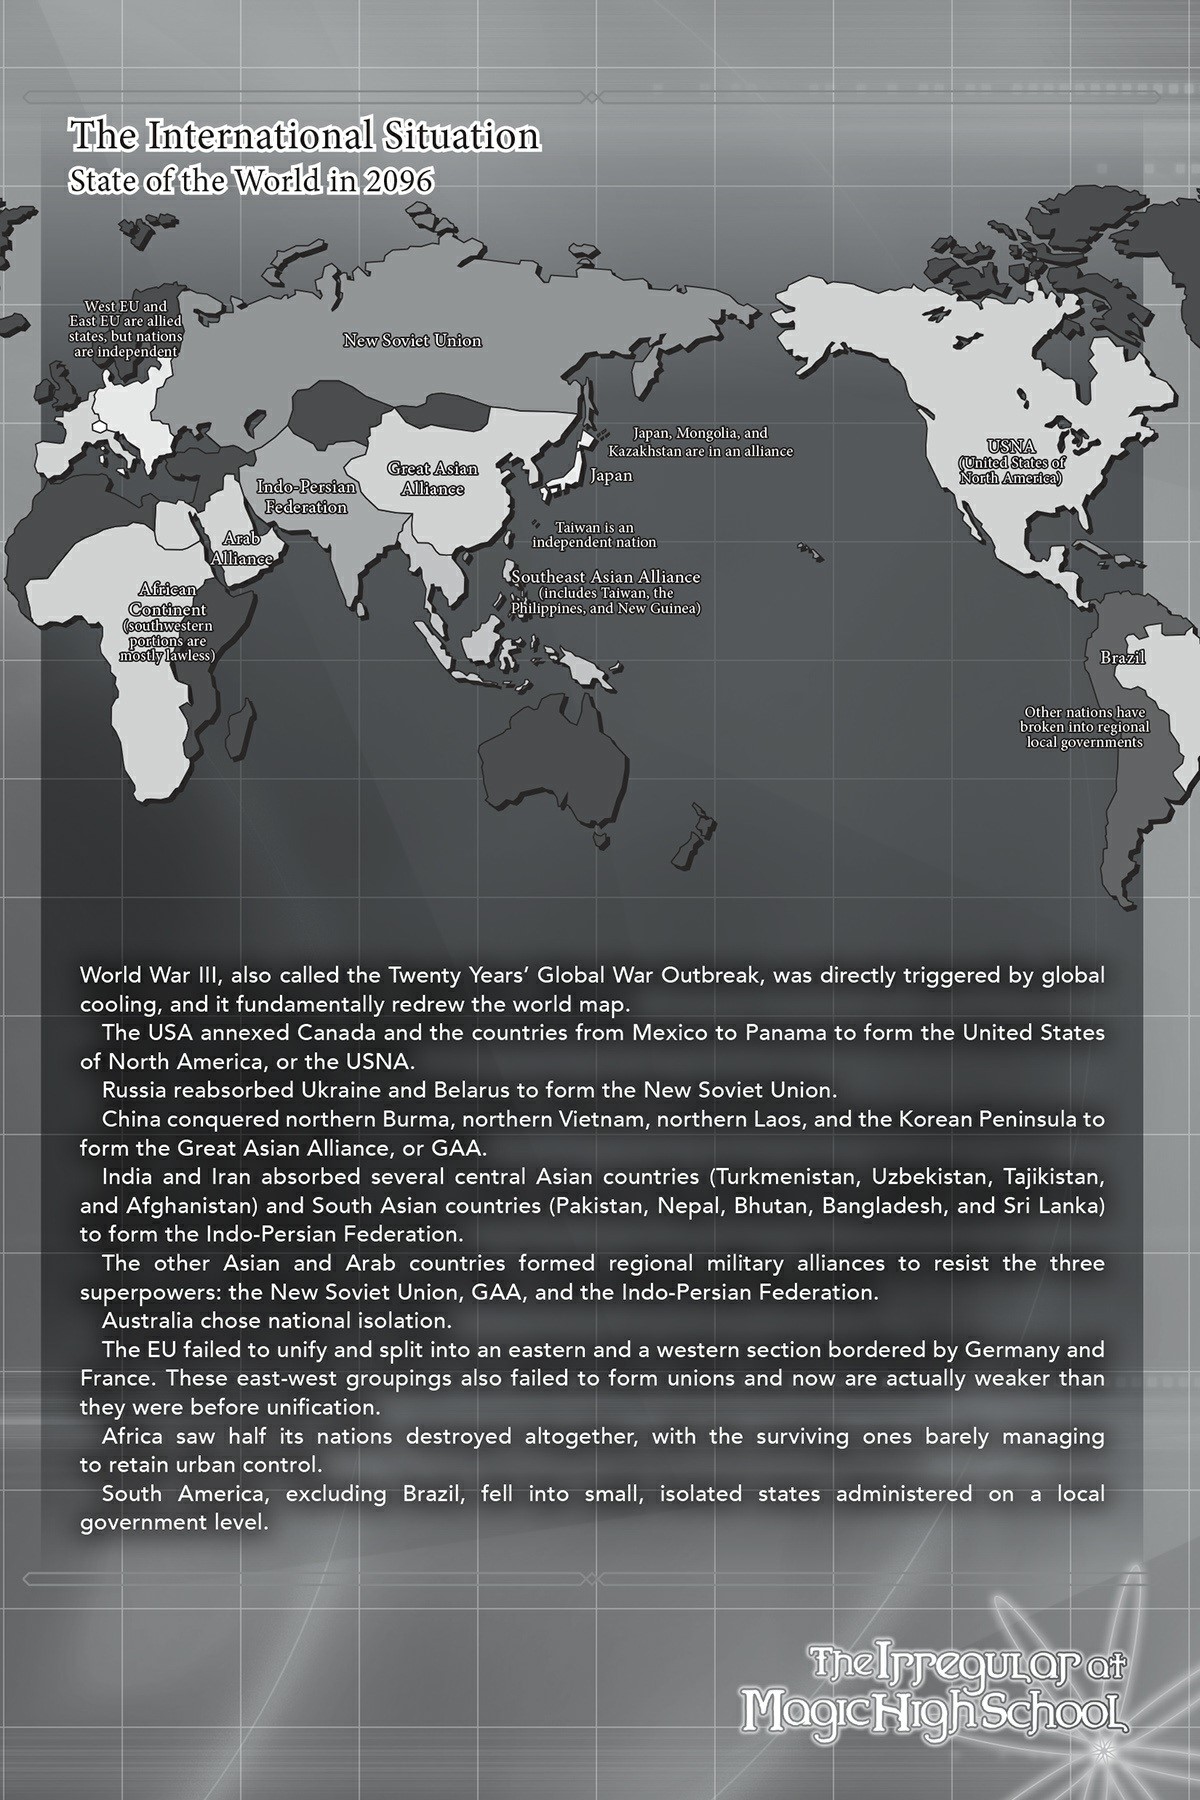 The International Situation
State of the World in 2096
West EU and
East EU are allied
states, but nations
are independent
New Soviet Union
Japan, Mongolia, and
Kazakhstan are in an alliance
USNA
(United States of
North America)
Great Asian
Alliance
Japan
Indo-Persian
Federation
Taiwan is an
independent nation
Arab
Alliance
Southeast Asian Alliance
(includes Taiwan, the
Philippines, and New Guinea)
African
Continent
(southwestern
portions are
mostly lawless)
Brazil
Other nations have
broken into regional
local governments
World War III, also called the Twenty Years’ Global War Outbreak, was directly triggered by global
cooling, and it fundamentally redrew the world map.
The USA annexed Canada and the countries from Mexico to Panama to form the United States
of North America, or the USNA.
Russia reabsorbed Ukraine and Belarus to form the New Soviet Union.
China conquered northern Burma, northern Vietnam, northern Laos, and the Korean Peninsula to
form the Great Asian Alliance, or GAA.
India and Iran absorbed several central Asian countries (Turkmenistan, Uzbekistan, Tajikistan,
and Afghanistan) and South Asian countries (Pakistan, Nepal, Bhutan, Bangladesh, and Sri Lanka)
to form the Indo-Persian Federation.
The other Asian and Arab countries formed regional military alliances to resist the three
superpowers: the New Soviet Union, GAA, and the Indo-Persian Federation.
Australia chose national isolation.
The EU failed to unify and split into an eastern and a western section bordered by Germany and
France. These east-west groupings also failed to form unions and now are actually weaker than
they were before unification.
Africa saw half its nations destroyed altogether, with the surviving ones barely managing
to retain urban control.
South America, excluding Brazil, fell into small, isolated states administered on a local
government level.
The Irregular at
Magic High School